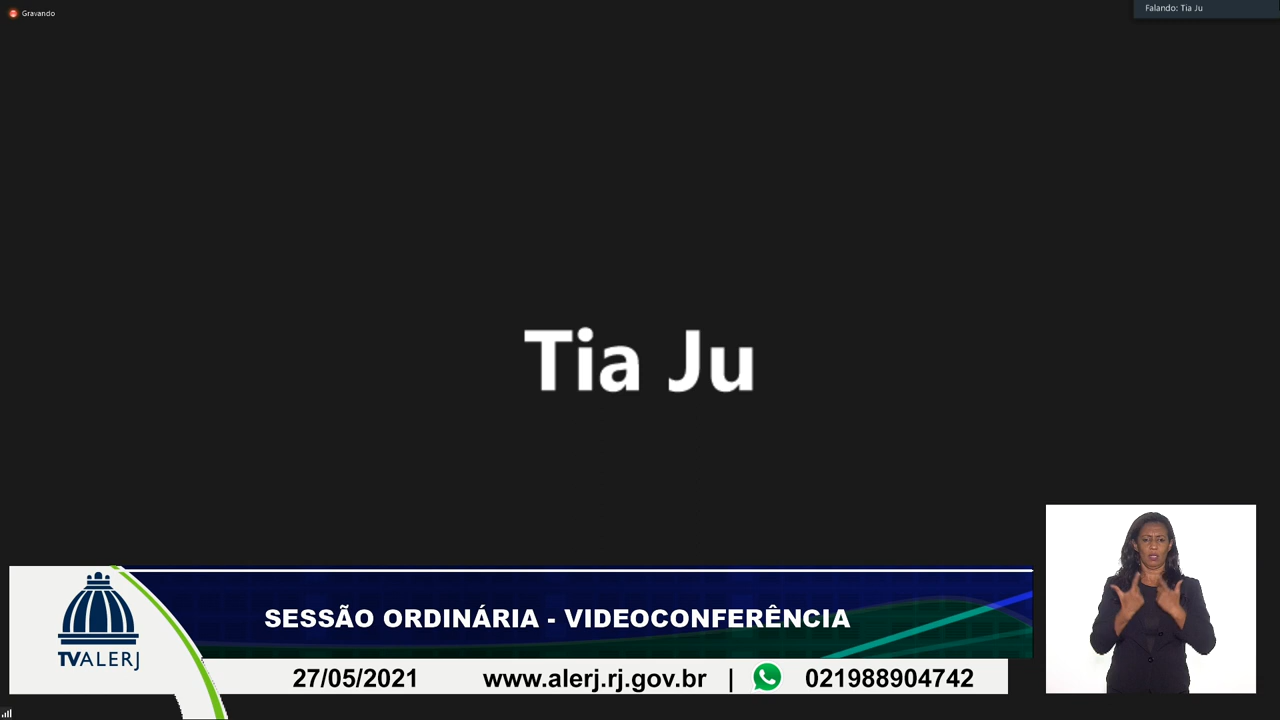 Gravando
Falando: Tia Ju
Tia Ju
SESSÃO ORDINÁRIA - VIDEOCONFERÊNCIA
TVALERJ
27/05/2021 www.alerj.rj.gov.br | 021988904742